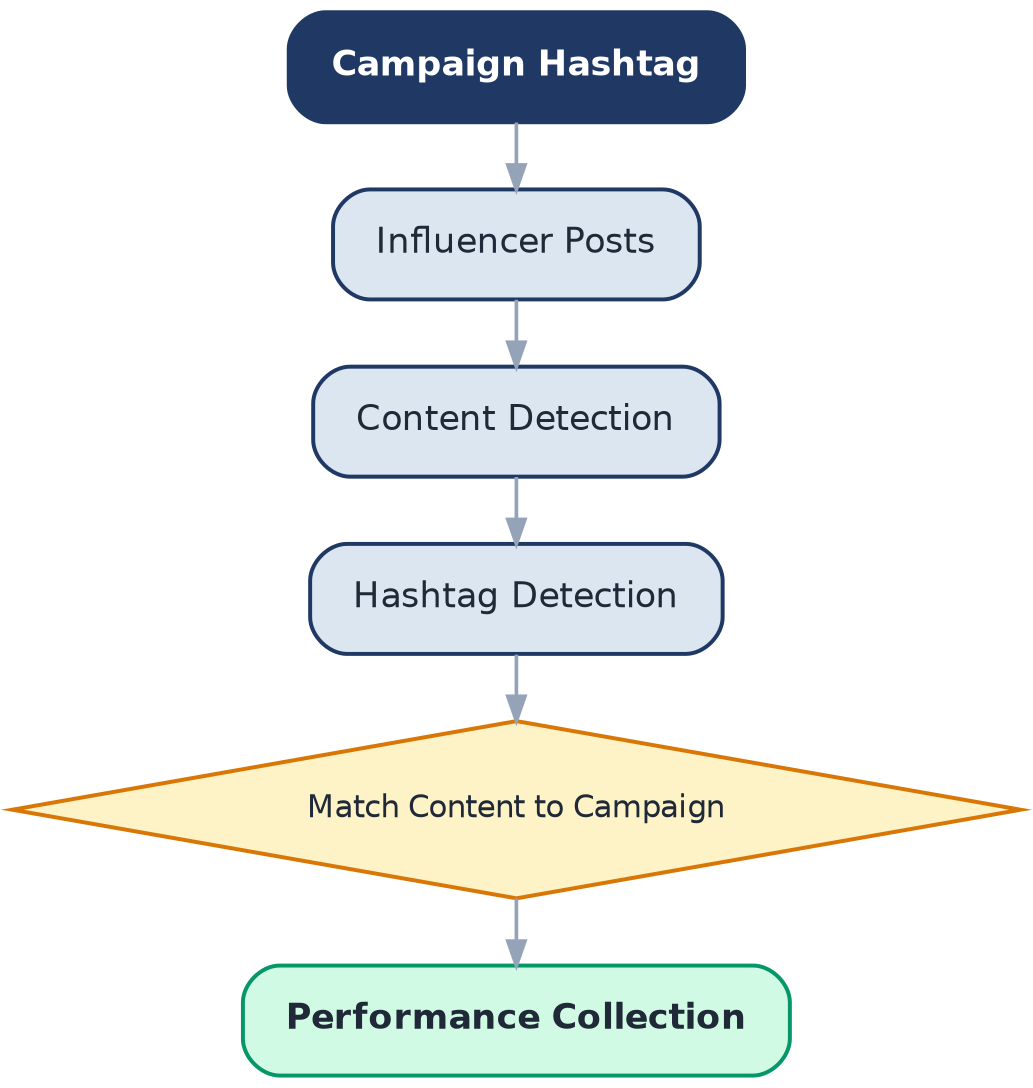 Campaign Hashtag
Influencer Posts
Content Detection
Hashtag Detection
Match Content to Campaign
Performance Collection